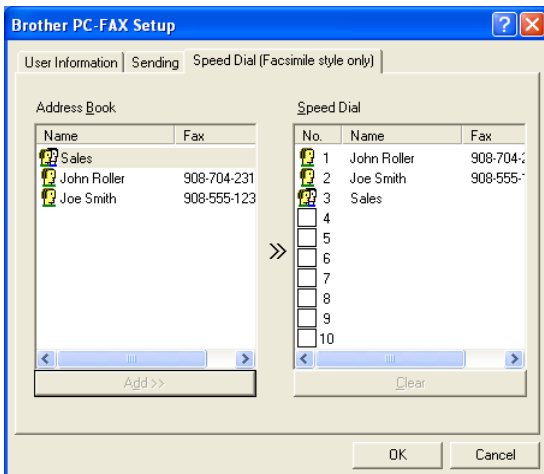 Brother PC-FAX Setup
User Information Sending Speed Dial (Facsimile style only)
Address Book
Name Fax
Sales
John Roller 908-704-231
Joe Smith 908-555-123
Add >>
Speed Dial
No. Name Fax
1 John Roller 908-704-2
2 Joe Smith 908-555-
3 Sales
4
5
6
7
8
9
10
Clear
OK Cancel